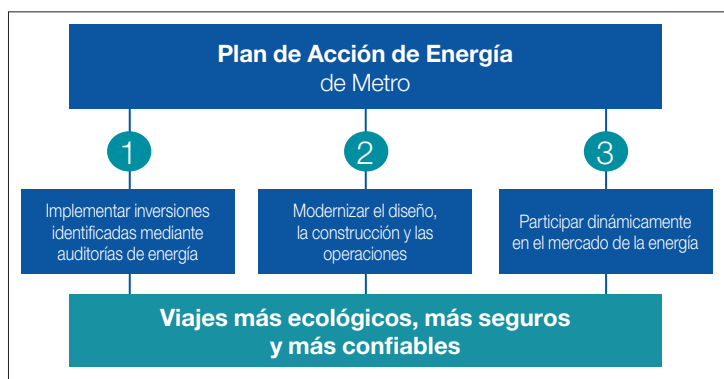 Plan de Acción de Energía
de Metro
1
2
3
Implementar inversiones
identificadas mediante
auditorías de energía
Modernizar el diseño,
la construcción y las
operaciones
Participar dinámicamente
en el mercado de la energía
Viajes más ecológicos, más seguros
y más confiables